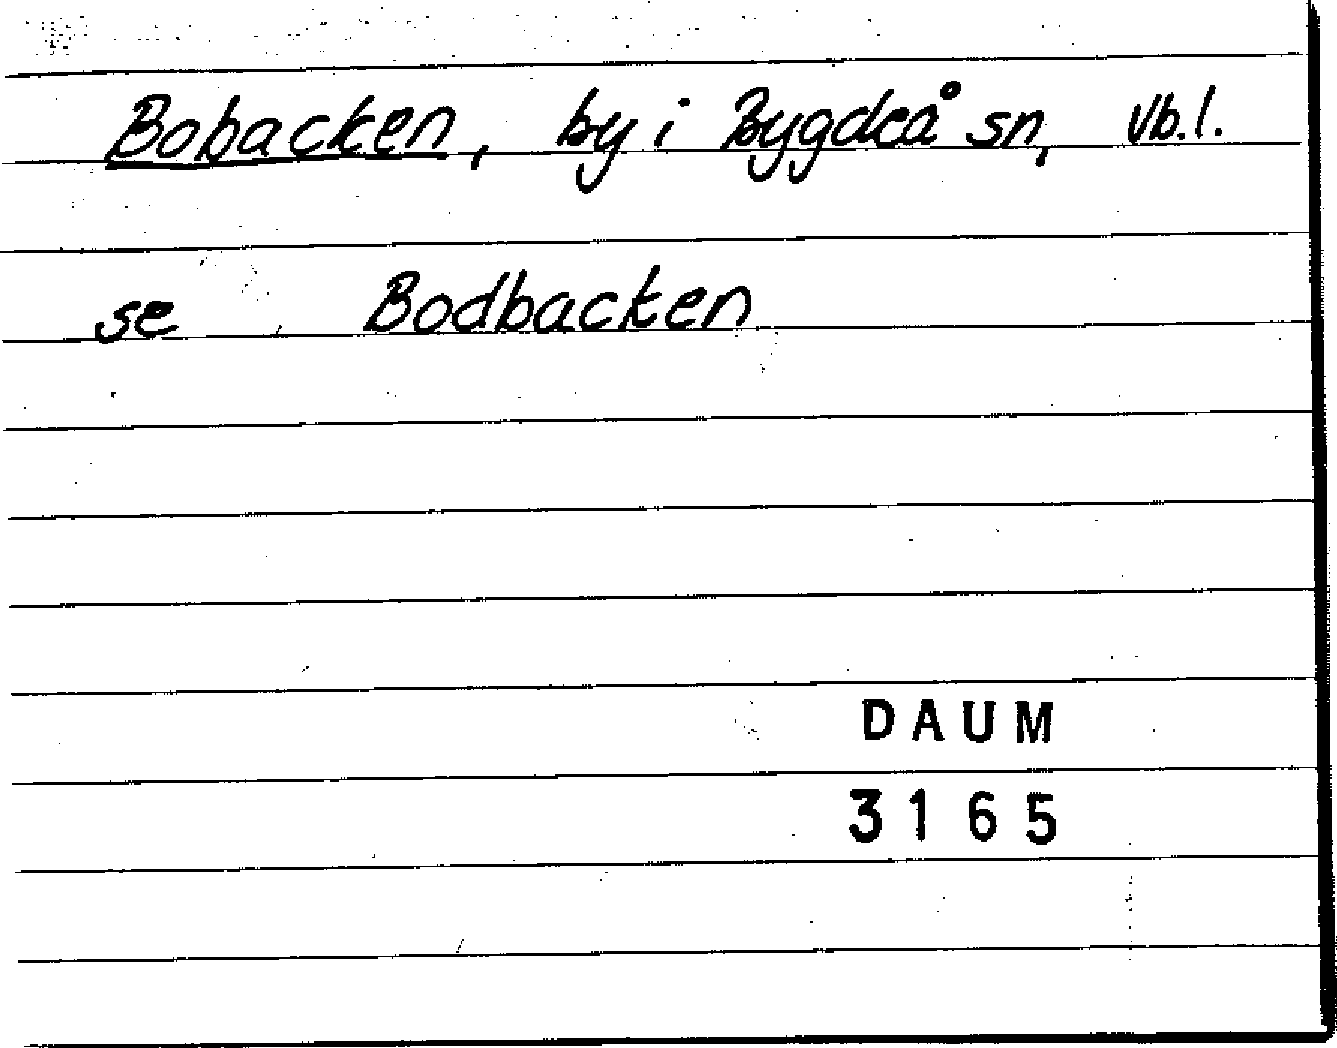 Bobacken, by i Bygdeå sn, Vb.l.
se Bodbacken
DAUM
3165